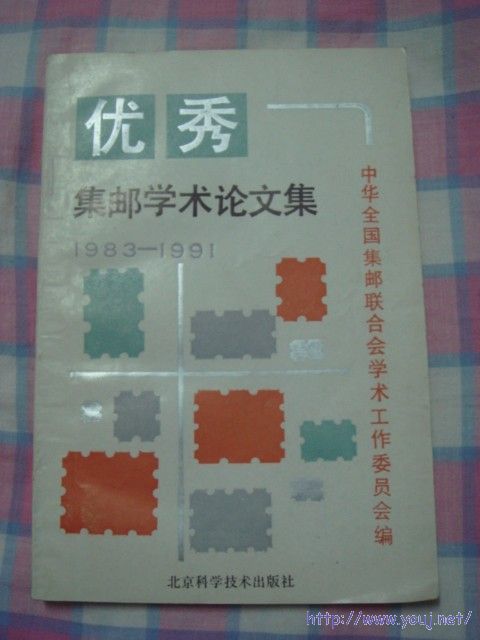 优秀
集邮学术论文集
1983—1991
中华全国集邮联合会学术工作委员会编
北京科学技术出版社
http://www.youj.net/